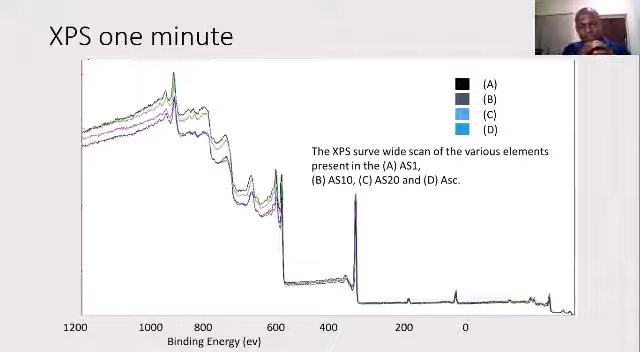 XPS one minute
(A)
(B)
(C)
(D)
The XPS surve wide scan of the various elements
present in the (A) AS1,
(B) AS10, (C) AS20 and (D) Asc.
1200 1000 800 600 400 200 0
Binding Energy (ev)